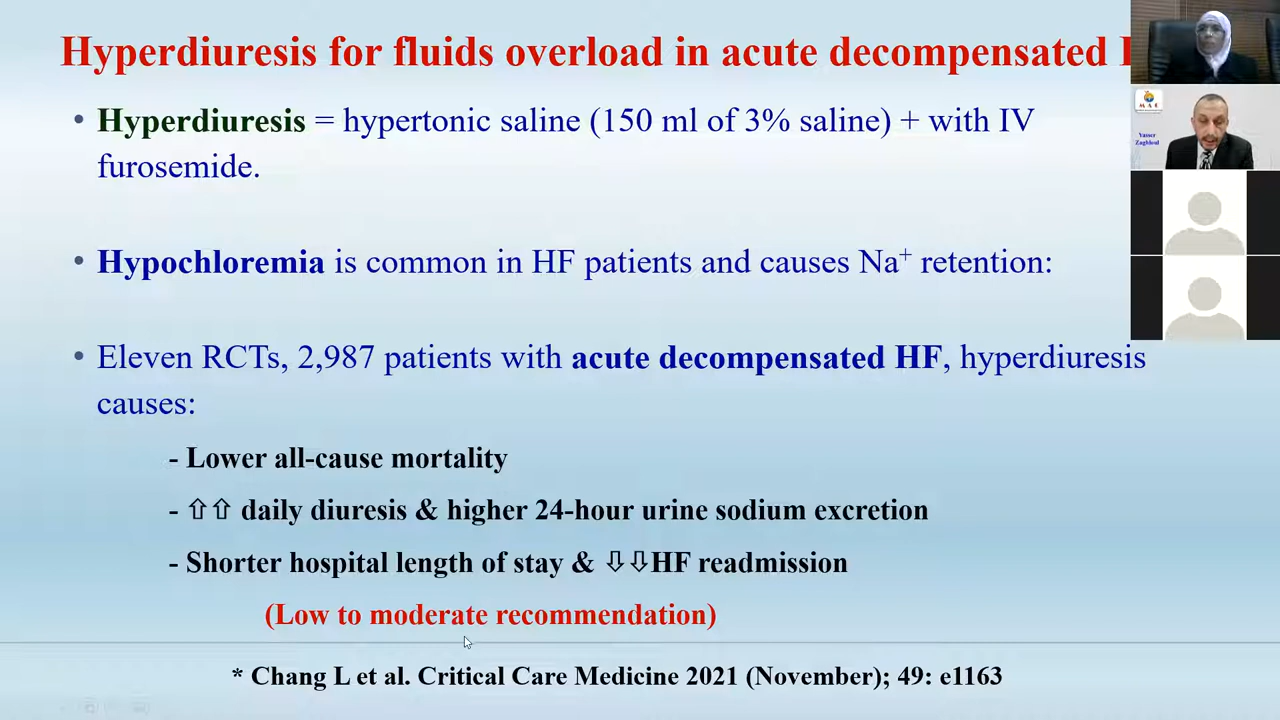 Hyperdiuresis for fluids overload in acute decompensated
• Hyperdiuresis = hypertonic saline (150 ml of 3% saline) + with IV
furosemide.
• Hypochloremia is common in HF patients and causes Na⁺ retention:
• Eleven RCTs, 2,987 patients with acute decompensated HF, hyperdiuresis
causes:
- Lower all-cause mortality
- ⇧⇧ daily diuresis & higher 24-hour urine sodium excretion
- Shorter hospital length of stay & ⇩⇩HF readmission
(Low to moderate recommendation)
* Chang L et al. Critical Care Medicine 2021 (November); 49: e1163
Yasser
Zaghloul